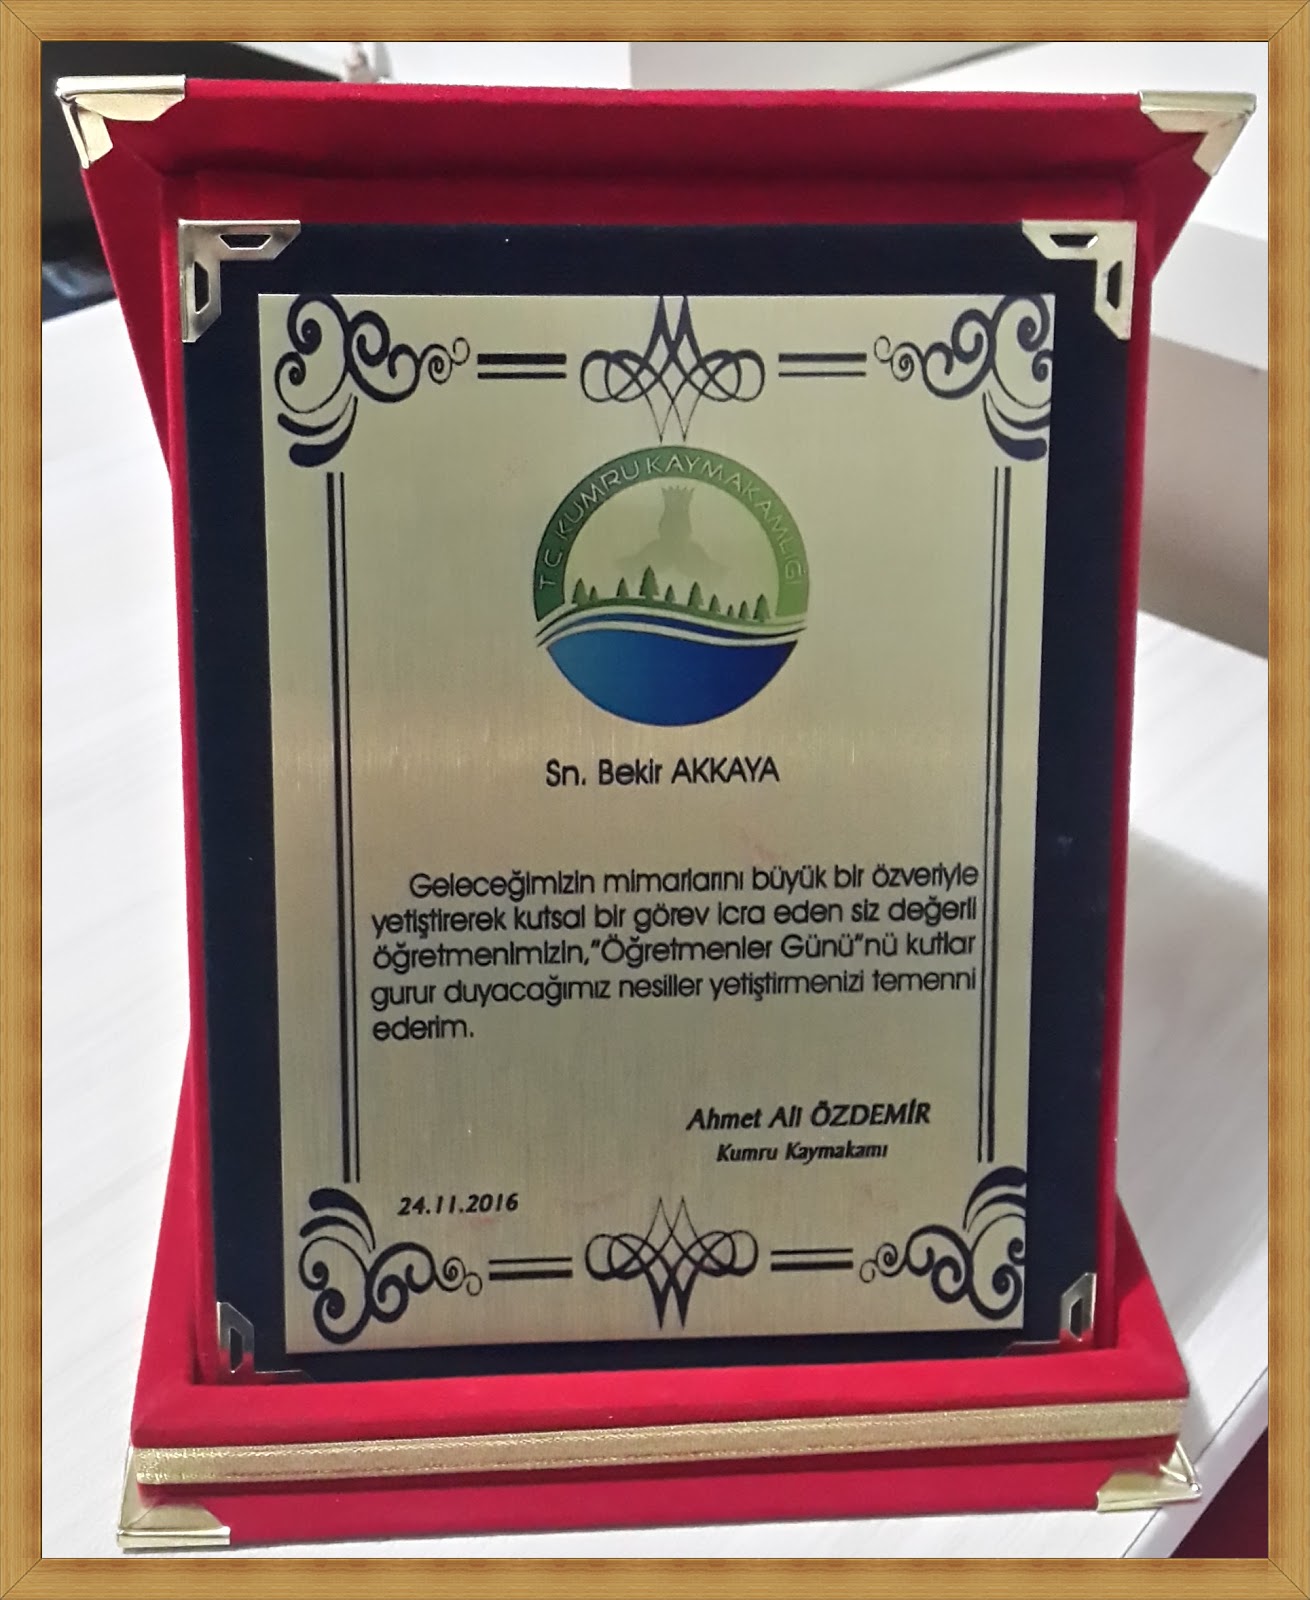 T.C. KUMRU KAYMAKAMLIĞI
Sn. Bekir AKKAYA
Geleceğimizin mimarlarını büyük bir özveriyle
yetiştirerek kutsal bir görev icra eden siz değerli
öğretmenimizin,"Öğretmenler Günü"nü kutlar
gurur duyacağımız nesiller yetiştirmenizi temenni
ederim.
Ahmet Ali ÖZDEMİR
Kumru Kaymakamı
24.11.2016